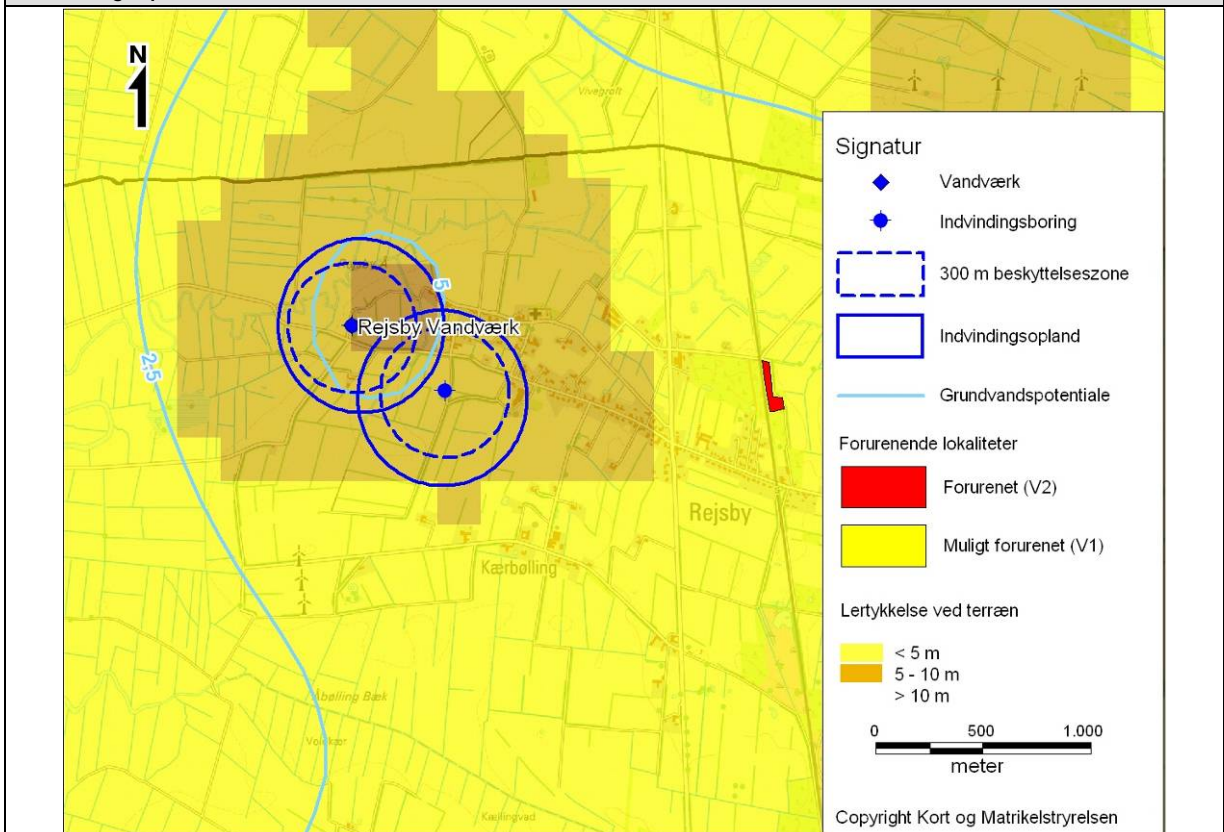 N
Vivegrøft
5
Rejsby Vandværk
2,5
Rejsby
Kærbølling
Åbølling Bæk
Kællingvad
Signatur
Vandværk
Indvindingsboring
300 m beskyttelseszone
Indvindingsopland
Grundvandspotentiale
Forurenende lokaliteter
Forurenet (V2)
Muligt forurenet (V1)
Lertykkelse ved terræn
< 5 m
5 - 10 m
> 10 m
0 500 1.000
meter
Copyright Kort og Matrikelstyrelsen